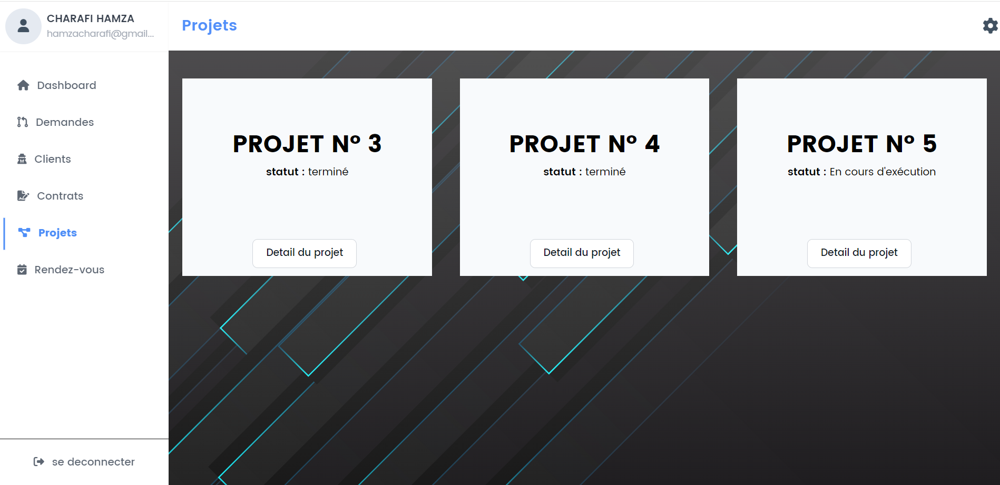 CHARAFI HAMZA
hamzacharafi@gmail...
Projets
Dashboard
Demandes
Clients
Contrats
Projets
Rendez-vous
se deconnecter
PROJET N° 3
statut : terminé
Detail du projet
PROJET N° 4
statut : terminé
Detail du projet
PROJET N° 5
statut : En cours d'exécution
Detail du projet